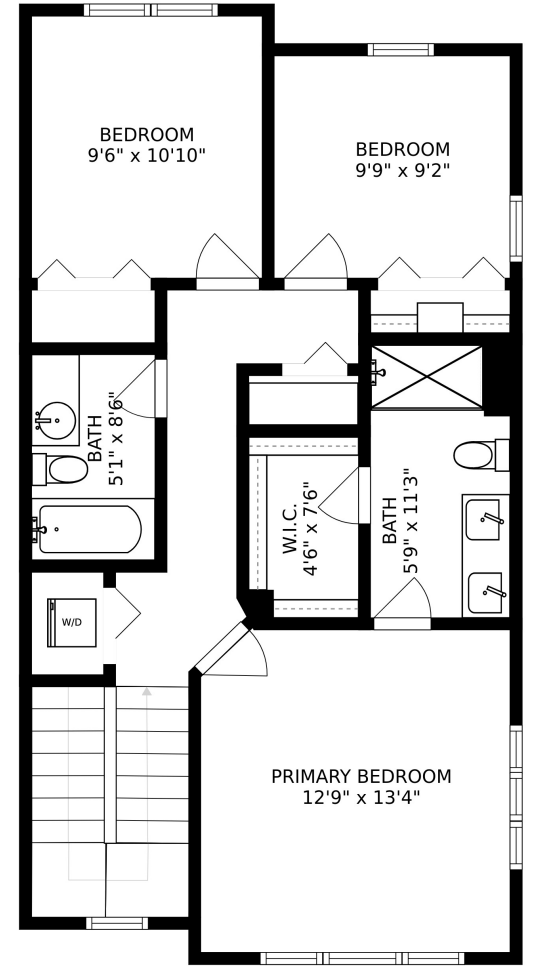 BEDROOM
9'6" x 10'10"
BEDROOM
9'9" x 9'2"
BATH
5'1" x 8'6"
W.I.C.
4'6" x 7'6"
BATH
5'9" x 11'3"
W/D
PRIMARY BEDROOM
12'9" x 13'4"